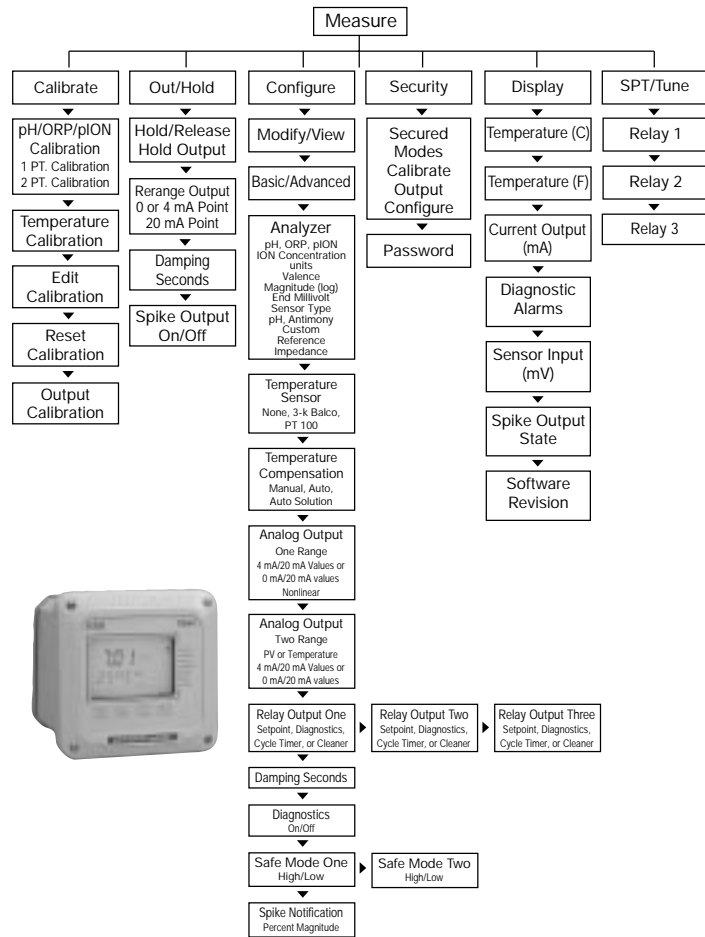 Measure
Calibrate
pH/ORP/pION
Calibration
1 PT. Calibration
2 PT. Calibration
Temperature
Calibration
Edit
Calibration
Reset
Calibration
Output
Calibration
Out/Hold
Hold/Release
Hold Output
Rerange Output
0 or 4 mA Point
20 mA Point
Damping
Seconds
Spike Output
On/Off
Configure
Modify/View
Basic/Advanced
Analyzer
pH, ORP, pION
ION Concentration
units
Valence
Magnitude (log)
End Millivolt
Sensor Type
pH, Antimony
Custom
Reference
Impedance
Temperature
Sensor
None, 3-k Balco,
PT 100
Temperature
Compensation
Manual, Auto,
Auto Solution
Analog Output
One Range
4 mA/20 mA Values or
0 mA/20 mA values
Nonlinear
Analog Output
Two Range
PV or Temperature
4 mA/20 mA Values or
0 mA/20 mA values
Relay Output One
Setpoint, Diagnostics,
Cycle Timer, or Cleaner
Relay Output Two
Setpoint, Diagnostics,
Cycle Timer, or Cleaner
Relay Output Three
Setpoint, Diagnostics,
Cycle Timer, or Cleaner
Damping Seconds
Diagnostics
On/Off
Safe Mode One
High/Low
Safe Mode Two
High/Low
Spike Notification
Percent Magnitude
Security
Secured
Modes
Calibrate
Output
Configure
Password
Display
Temperature (C)
Temperature (F)
Current Output
(mA)
Diagnostic
Alarms
Sensor Input
(mV)
Spike Output
State
Software
Revision
SPT/Tune
Relay 1
Relay 2
Relay 3
7.01